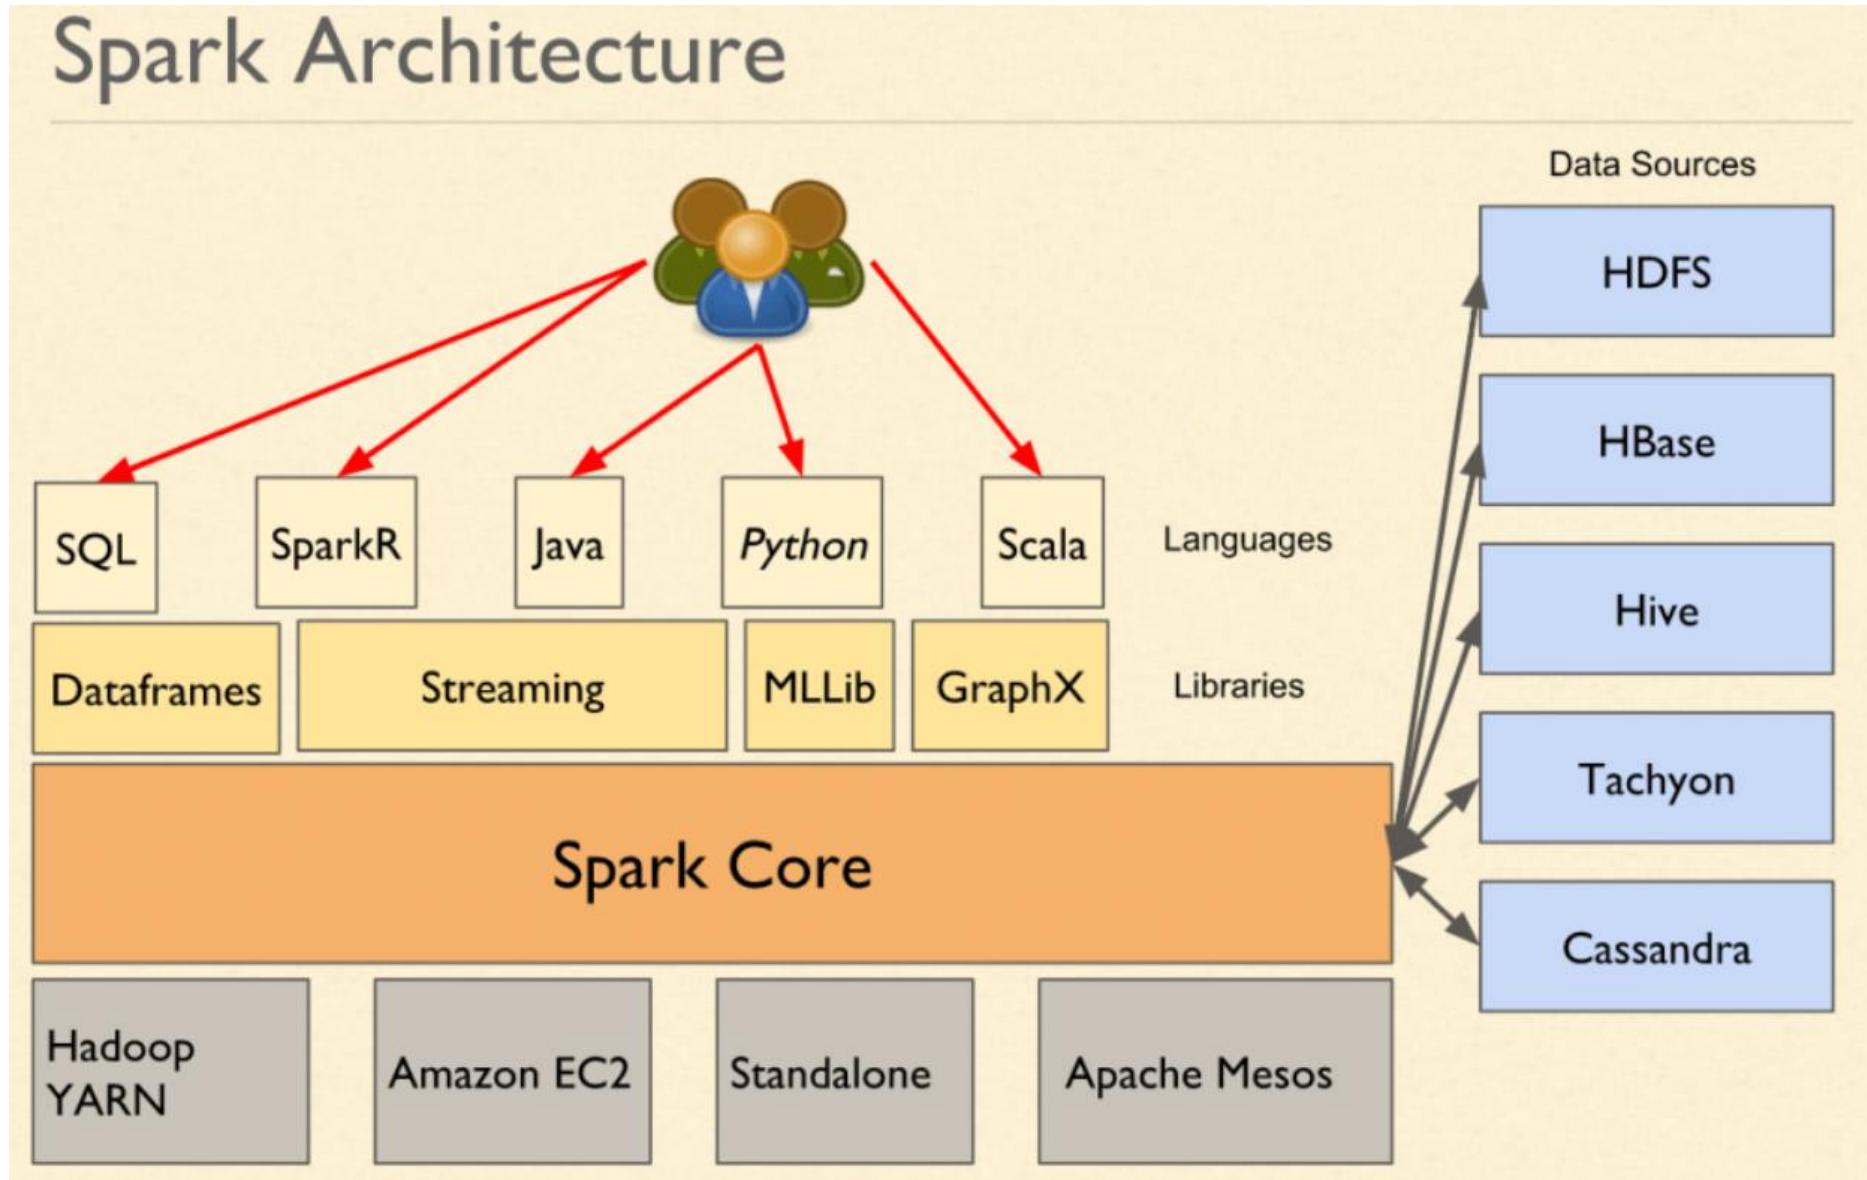 Spark Architecture
Data Sources
HDFS
HBase
Hive
Tachyon
Cassandra
SQL
SparkR
Java
Python
Scala
Languages
Dataframes
Streaming
MLLib
GraphX
Libraries
Spark Core
Hadoop
YARN
Amazon EC2
Standalone
Apache Mesos